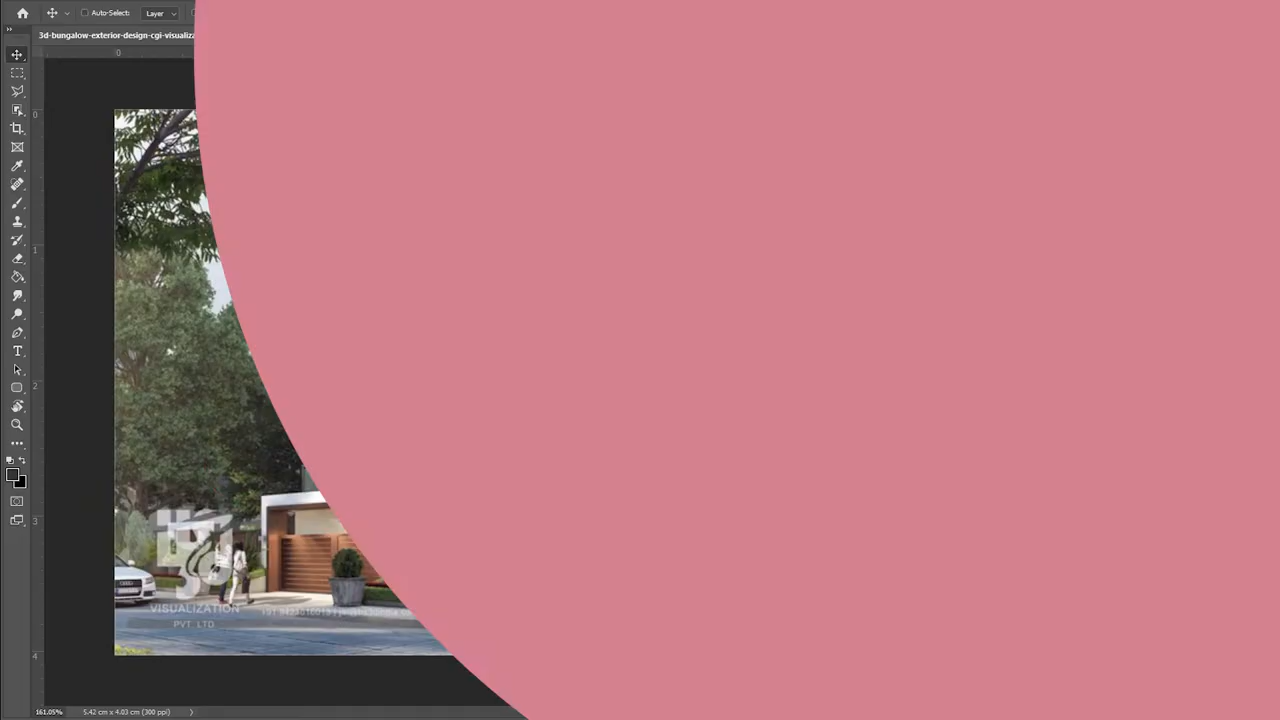 Auto-Select: Layer
3d-bungalow-exterior-design-cgi-visualiz
0
0
1
2
3
4
VISUALIZATION
PVT LTD
161.05% 5.42 cm x 4.03 cm (300 ppi)